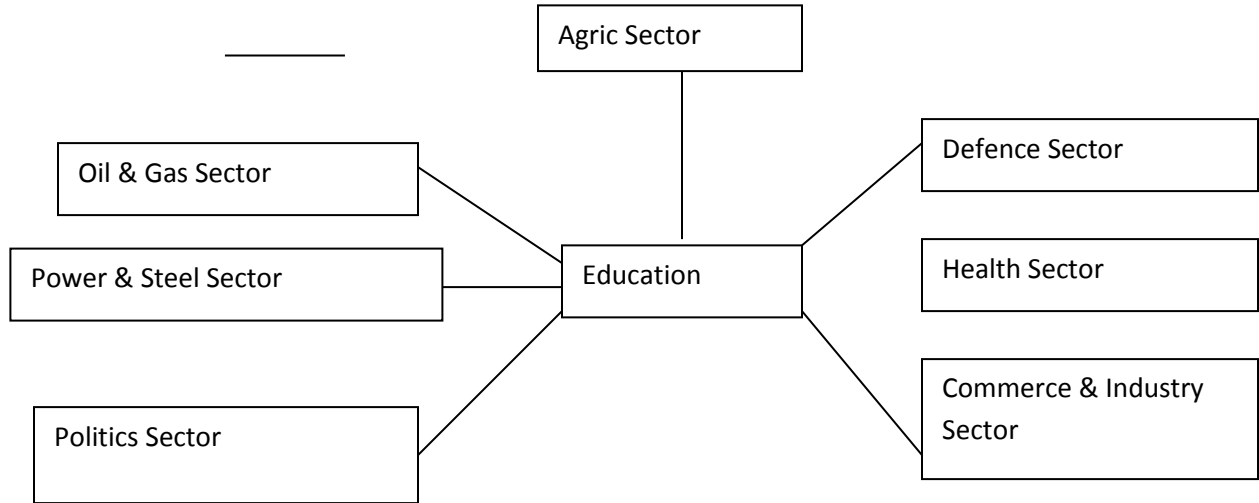 Agric Sector
Oil & Gas Sector
Defence Sector
Power & Steel Sector
Education
Health Sector
Politics Sector
Commerce & Industry
Sector